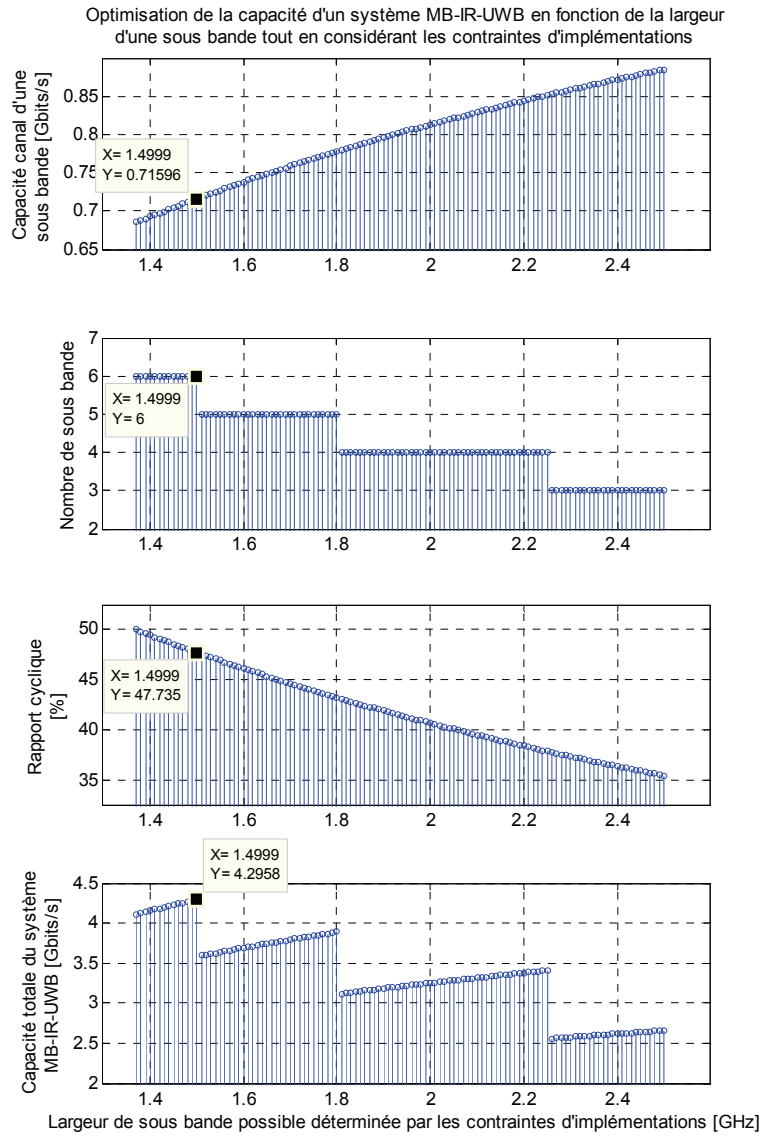 Optimisation de la capacité d'un système MB-IR-UWB en fonction de la largeur
d'une sous bande tout en considérant les contraintes d'implémentations
Capacité canal d'une
sous bande [Gbits/s]
0.85
0.8
0.75
0.7
0.65
X= 1.4999
Y= 0.71596
1.4 1.6 1.8 2 2.2 2.4
Nombre de sous bande
7
6
5
4
3
2
X= 1.4999
Y= 6
1.4 1.6 1.8 2 2.2 2.4
Rapport cyclique
[%]
50
45
40
35
X= 1.4999
Y= 47.735
1.4 1.6 1.8 2 2.2 2.4
Capacité totale du système
MB-IR-UWB [Gbits/s]
4.5
4
3.5
3
2.5
2
X= 1.4999
Y= 4.2958
1.4 1.6 1.8 2 2.2 2.4
Largeur de sous bande possible déterminée par les contraintes d'implémentations [GHz]